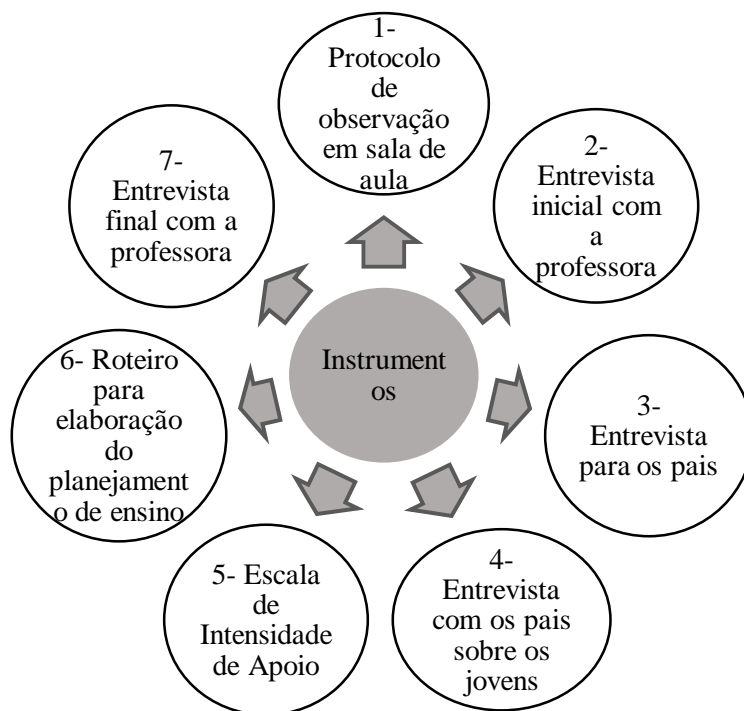 1-
Protocolo
de
observação
em sala de
aula
2-
Entrevista
inicial com
a
professora
3-
Entrevista
para os pais
4-
Entrevista
com os pais
sobre os
jovens
5- Escala
de
Intensidade
de Apoio
6- Roteiro
para
elaboração
do
planejament
o de ensino
7-
Entrevista
final com a
professora
Instrument
os